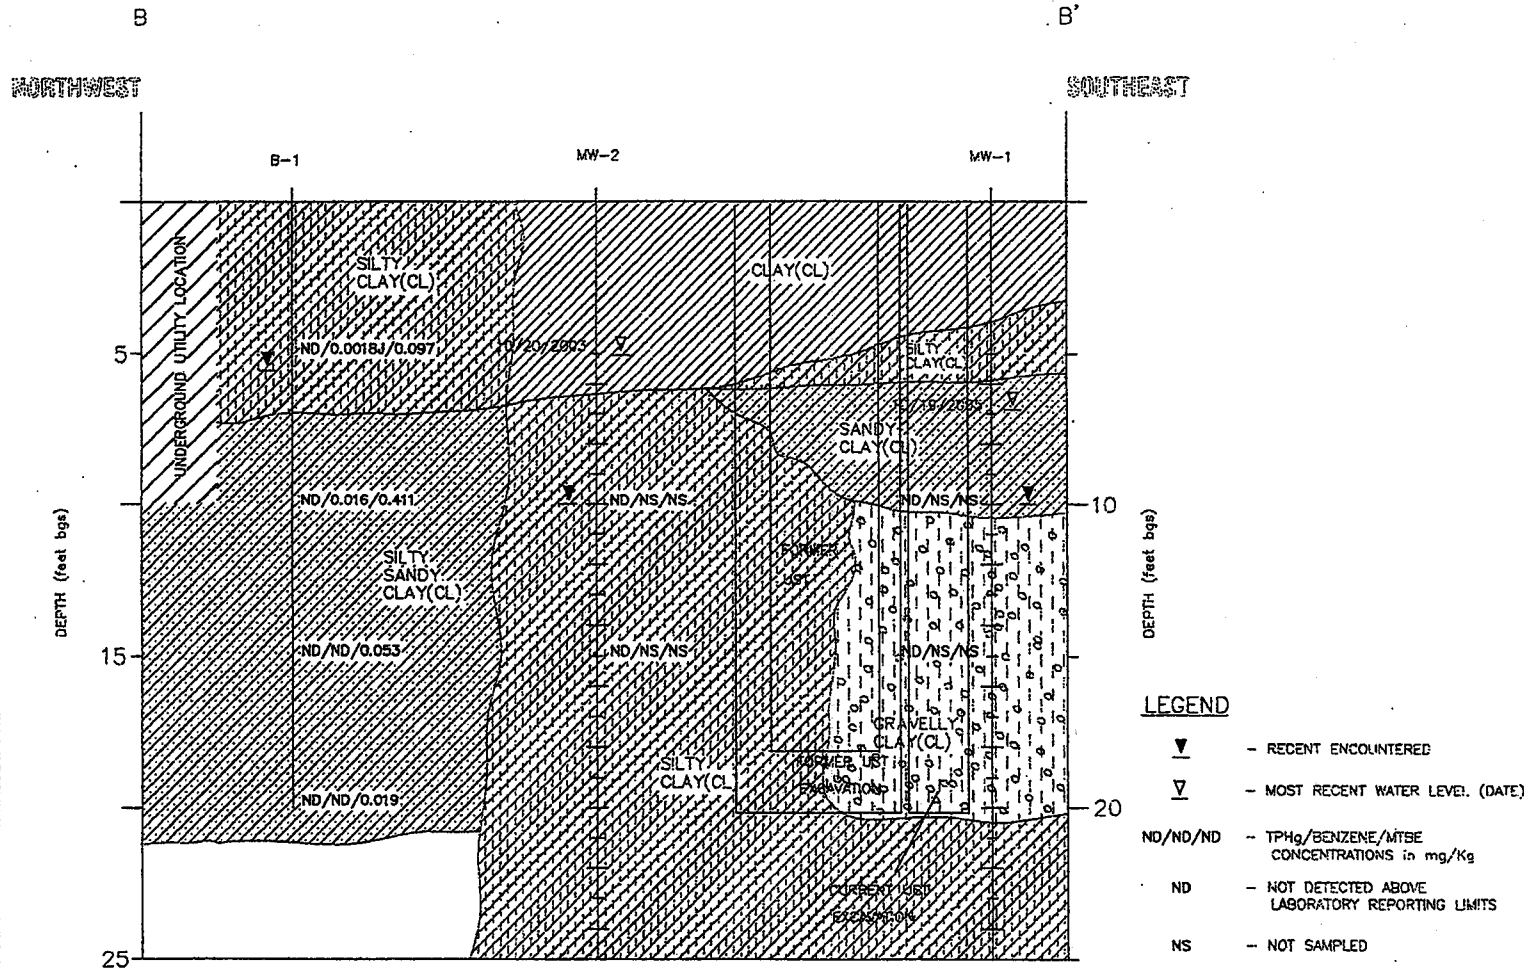 B
B'
NORTHWEST
SOUTHEAST
B-1
MW-2
MW-1
UNDERGROUND UTILITY LOCATION
SILTY
CLAY(CL)
CLAY(CL)
5
ND/0.0018J/0.097
/20/2003
SILTY
CLAY(CL)
SANDY
CLAY(CL)
ND/0.016/0.411
ND/NS/NS
ND/NS/NS
10
10
DEPTH (feet bgs)
DEPTH (feet bgs)
SILTY
SANDY
CLAY(CL)
FORMER
UST
15
ND/ND/0.053
ND/NS/NS
ND/NS/NS
GRAVELLY
CLAY(CL)
SILTY
CLAY(CL
FORMER UST
EXCAVATION
ND/ND/0.019
20
CURRENT UST
EXCAVATION
25
LEGEND
- RECENT ENCOUNTERED
- MOST RECENT WATER LEVEL (DATE)
ND/ND/ND - TPHg/BENZENE/MTBE
CONCENTRATIONS in mg/Kg
ND - NOT DETECTED ABOVE
LABORATORY REPORTING LIMITS
NS - NOT SAMPLED